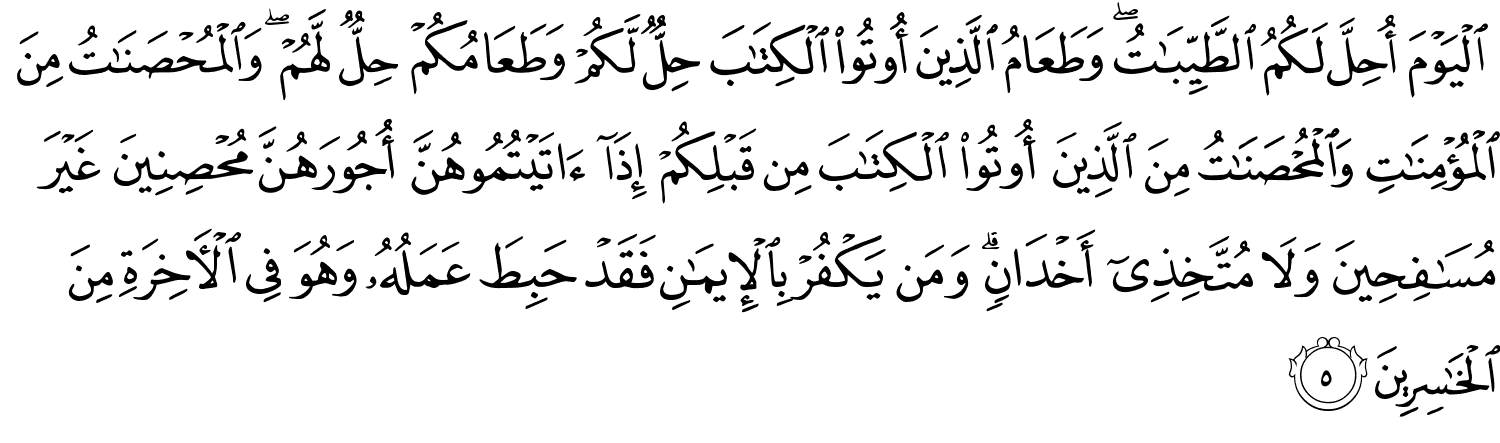 ٱلْيَوْمَ أُحِلَّ لَكُمُ ٱلطَّيِّبَـٰتُ ۖ وَطَعَامُ ٱلَّذِينَ أُوتُوا۟ ٱلْكِتَـٰبَ حِلٌّ لَّكُمْ وَطَعَامُكُمْ حِلٌّ لَّهُمْ ۖ وَٱلْمُحْصَنَـٰتُ مِنَ
ٱلْمُؤْمِنَـٰتِ وَٱلْمُحْصَنَـٰتُ مِنَ ٱلَّذِينَ أُوتُوا۟ ٱلْكِتَـٰبَ مِن قَبْلِكُمْ إِذَآ ءَاتَيْتُمُوهُنَّ أُجُورَهُنَّ مُحْصِنِينَ غَيْرَ
مُسَـٰفِحِينَ وَلَا مُتَّخِذِىٓ أَخْدَانٍ ۗ وَمَن يَكْفُرْ بِٱلْإِيمَـٰنِ فَقَدْ حَبِطَ عَمَلُهُۥ وَهُوَ فِى ٱلْـَٔاخِرَةِ مِنَ
ٱلْخَـٰسِرِينَ ٥